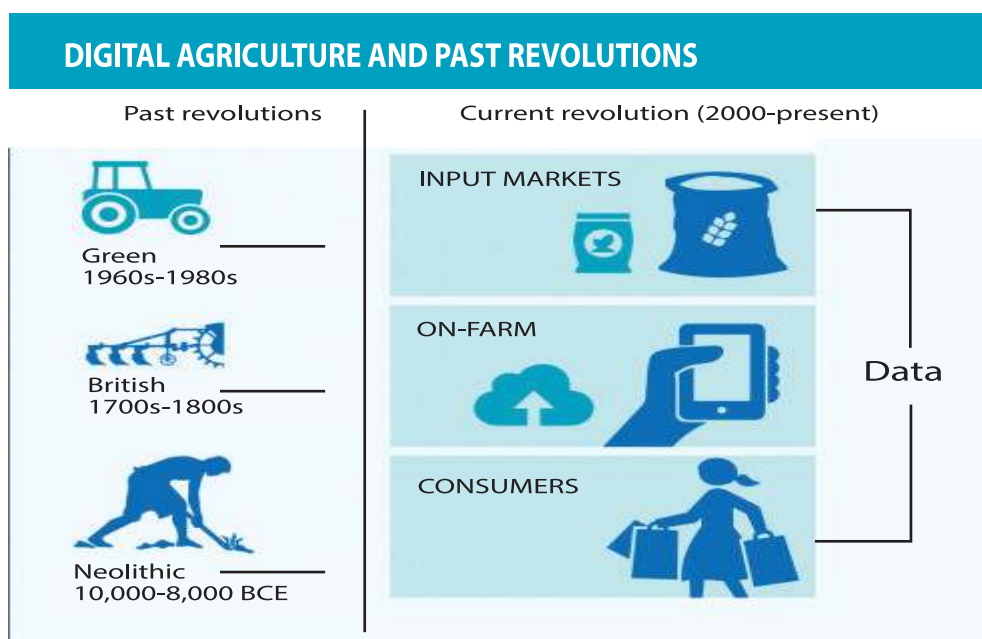 DIGITAL AGRICULTURE AND PAST REVOLUTIONS
Past revolutions
Green
1960s-1980s
British
1700s-1800s
Neolithic
10,000-8,000 BCE
Current revolution (2000-present)
INPUT MARKETS
ON-FARM
CONSUMERS
Data